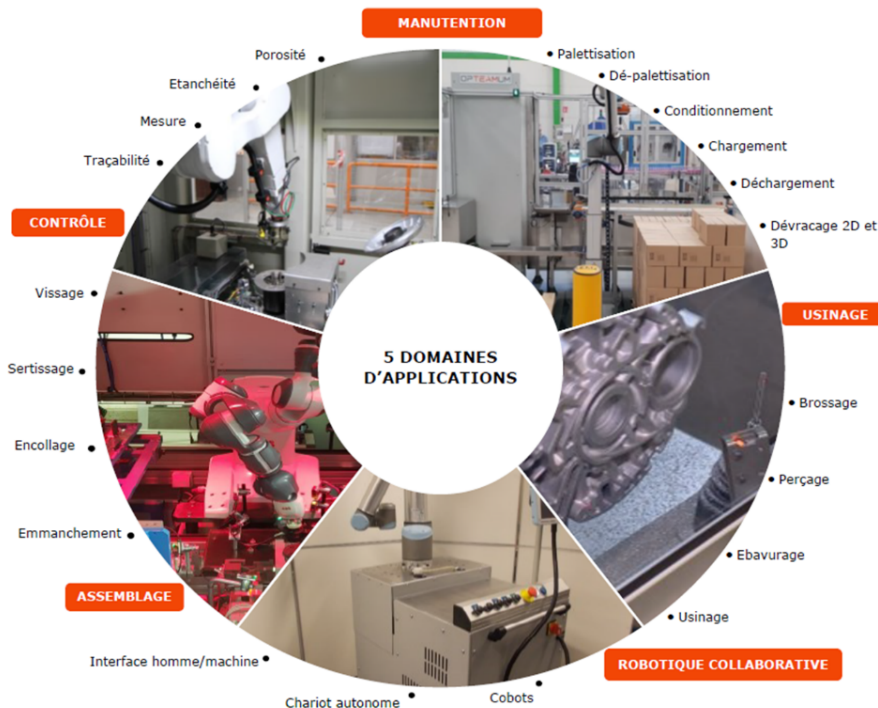 MANUTENTION
Palettisation
Dé-palettisation
Conditionnement
Chargement
Déchargement
Dévracage 2D et
3D
USINAGE
Brossage
Perçage
Ebavurage
Usinage
ROBOTIQUE COLLABORATIVE
Cobots
Chariot autonome
Interface homme/machine
ASSEMBLAGE
Emmanchement
Encollage
Sertissage
Vissage
CONTRÔLE
Traçabilité
Mesure
Etanchéité
Porosité
OPTEAMUM
5 DOMAINES
D’APPLICATIONS